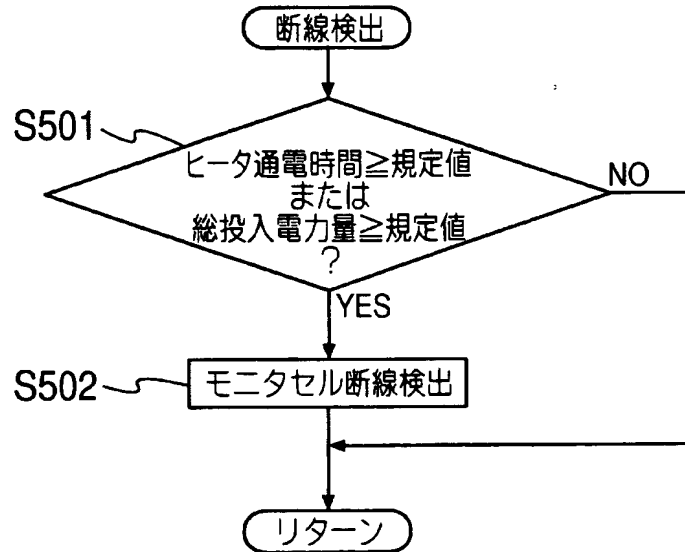 断線検出
S501
ヒータ通電時間≧規定値
または
総投入電力量≧規定値
?
NO
YES
S502
モニタセル断線検出
リターン